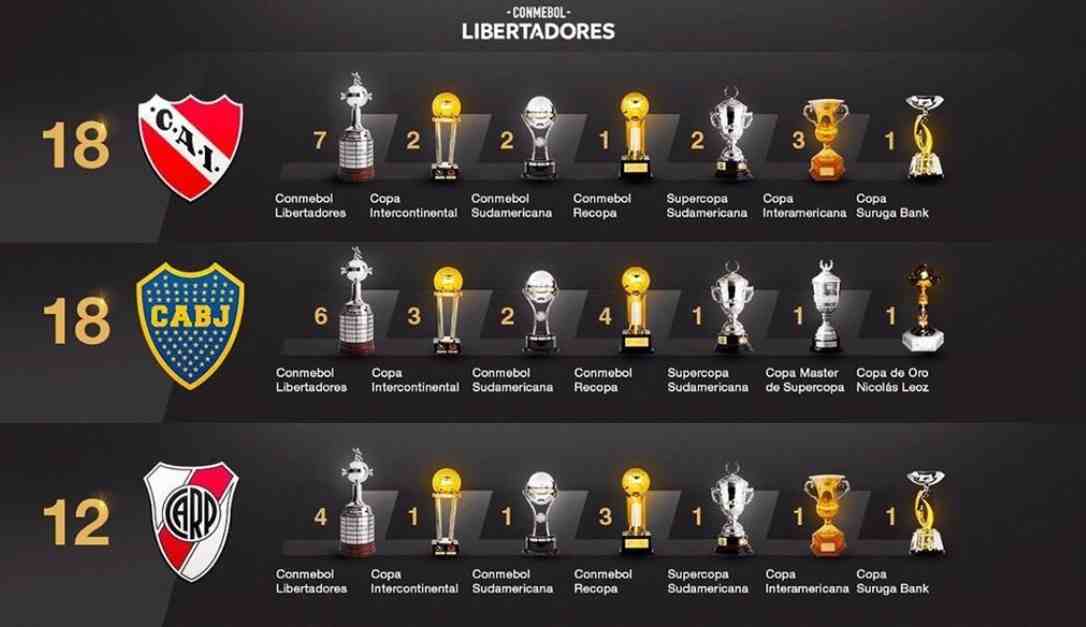 -CONMEBOL-
LIBERTADORES
18
C.A.I.
7 2 2 1 2 3 1
Conmebol Copa Conmebol Conmebol Supercopa Copa Copa
Libertadores Intercontinental Sudamericana Recopa Sudamericana Interamericana Suruga Bank
18
CABJ
6 3 2 4 1 1 1
Conmebol Copa Conmebol Conmebol Supercopa Copa Master Copa de Oro
Libertadores Intercontinental Sudamericana Recopa Sudamericana de Supercopa Nicolás Leoz
12
CARP
4 1 1 3 1 1 1
Conmebol Copa Conmebol Conmebol Supercopa Copa Copa
Libertadores Intercontinental Sudamericana Recopa Sudamericana Interamericana Suruga Bank